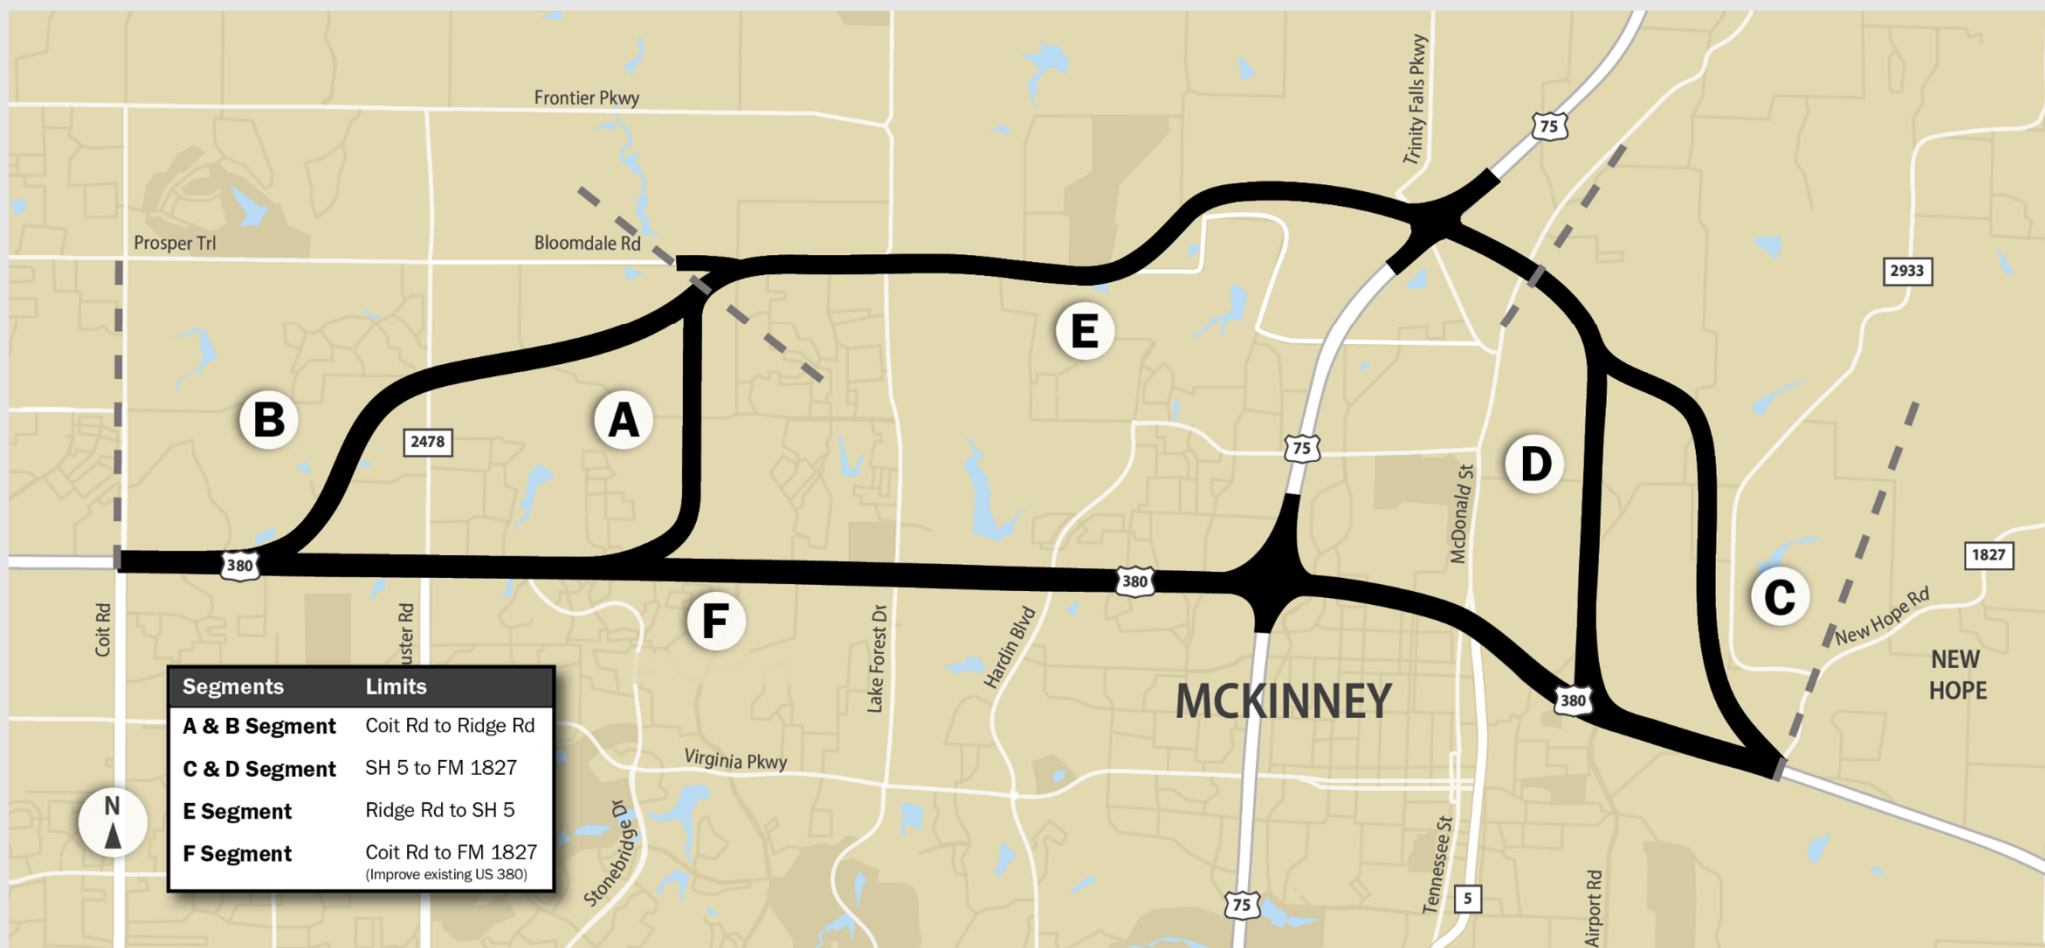 Frontier Pkwy
Trinity Falls Pkwy
75
Prosper Trl
Bloomdale Rd
2933
E
B
A
2478
75
D
McDonald St
380
380
C
1827
New Hope Rd
F
Coit Rd
uster Rd
Lake Forest Dr
Hardin Blvd
MCKINNEY
380
NEW
HOPE
Segments Limits
A & B Segment Coit Rd to Ridge Rd
C & D Segment SH 5 to FM 1827
E Segment Ridge Rd to SH 5
F Segment Coit Rd to FM 1827
(Improve existing US 380)
Virginia Pkwy
N
Stonebridge Dr
Tennessee St
5
75
Airport Rd